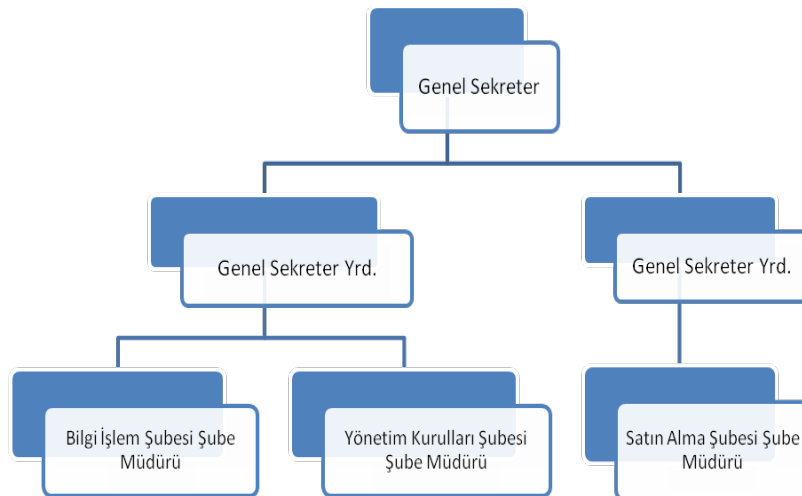 Genel Sekreter
Genel Sekreter Yrd.
Genel Sekreter Yrd.
Bilgi İşlem Şubesi Şube
Müdürü
Yönetim Kurulları Şubesi
Şube Müdürü
Satın Alma Şubesi Şube
Müdürü